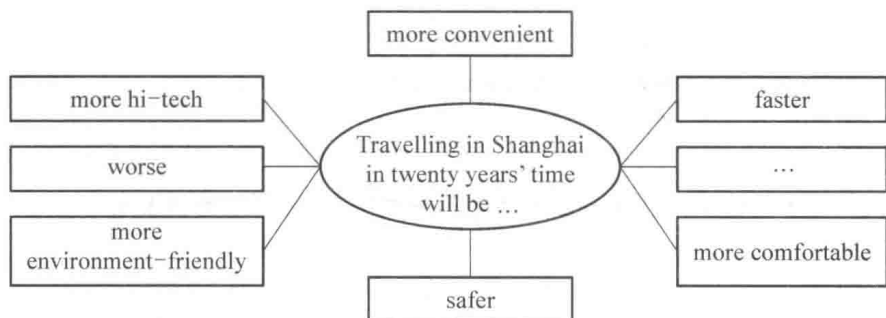 more convenient
more hi-tech
faster
Travelling in Shanghai
in twenty years' time
will be …
worse
…
more
environment-friendly
more comfortable
safer